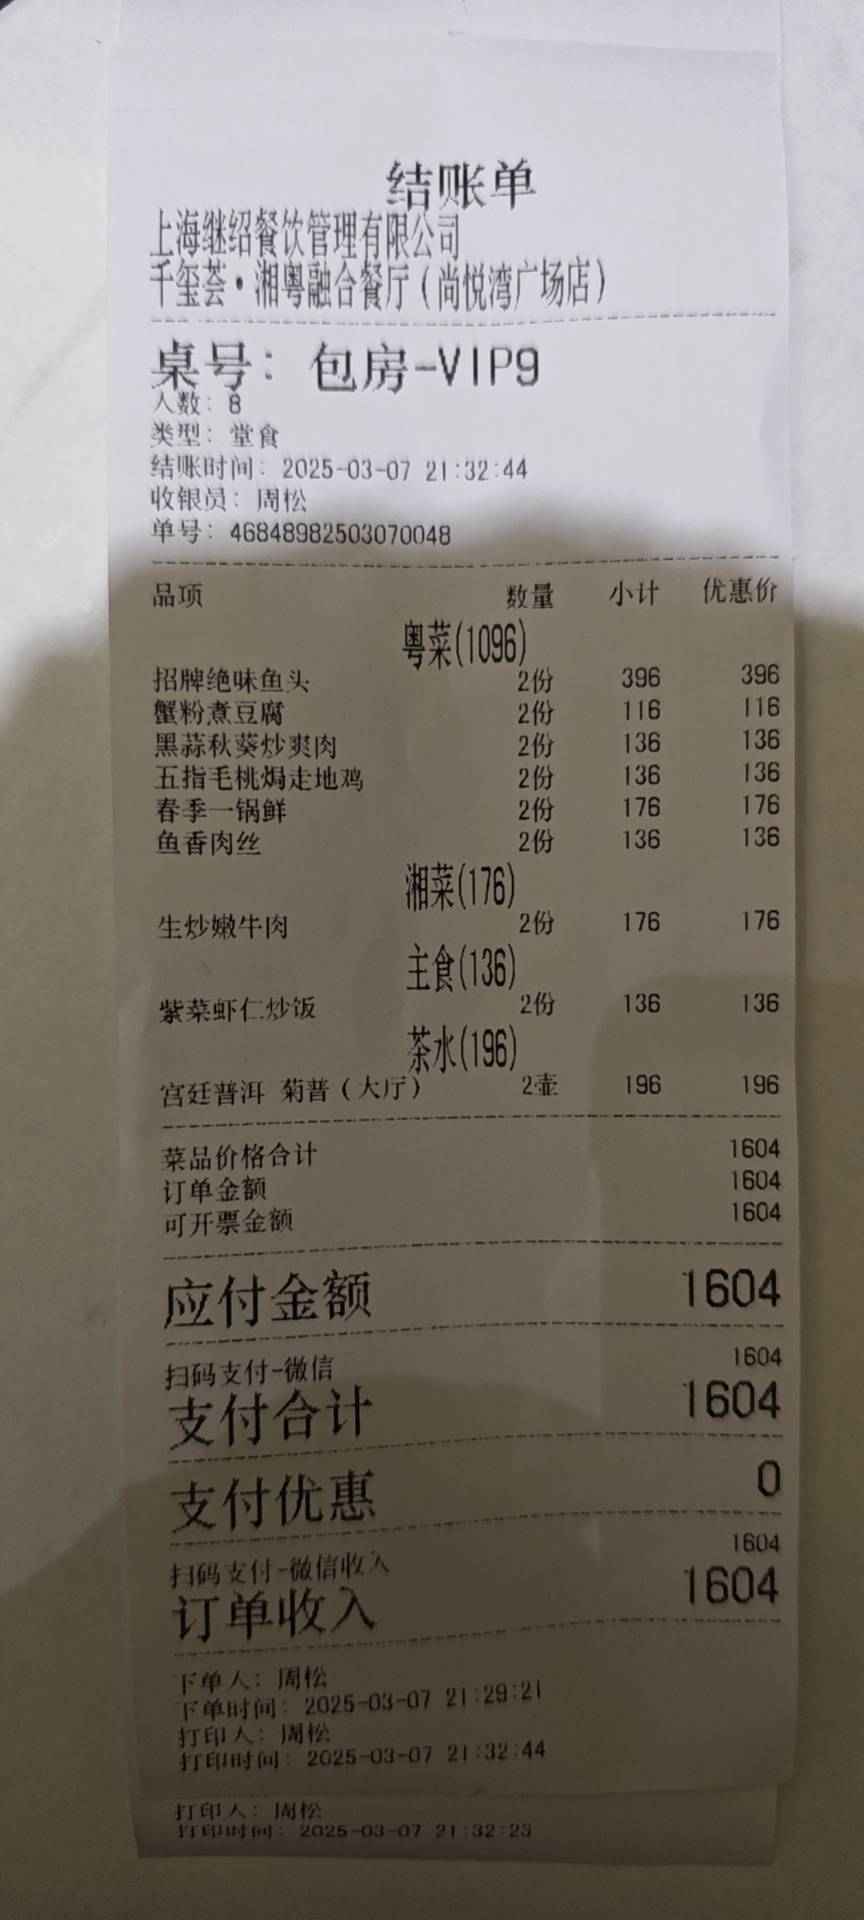 结账单
上海继绍餐饮管理有限公司
千玺荟·湘粤融合餐厅(尚悦湾广场店)
桌号: 包房-VIP9
人数: 8
类型: 堂食
结账时间: 2025-03-07 21:32:44
收银员: 周松
单号: 46848982503070048
品项 数量 小计 优惠价
粤菜(1096)
招牌绝味鱼头 2份 396 396
蟹粉煮豆腐 2份 116 116
黑蒜秋葵炒爽肉 2份 136 136
五指毛桃焗走地鸡 2份 136 136
春季一锅鲜 2份 176 176
鱼香肉丝 2份 136 136
湘菜(176)
生炒嫩牛肉 2份 176 176
主食(136)
紫菜虾仁炒饭 2份 136 136
茶水(196)
宫廷普洱 菊普(大厅) 2壶 196 196
菜品价格合计 1604
订单金额 1604
可开票金额 1604
应付金额 1604
扫码支付-微信 1604
支付合计 1604
支付优惠 0
扫码支付-微信收入 1604
订单收入 1604
下单人: 周松
下单时间: 2025-03-07 21:29:21
打印人: 周松
打印时间: 2025-03-07 21:32:44
打印人: 周松
打印时间: 2025-03-07 21:32:23